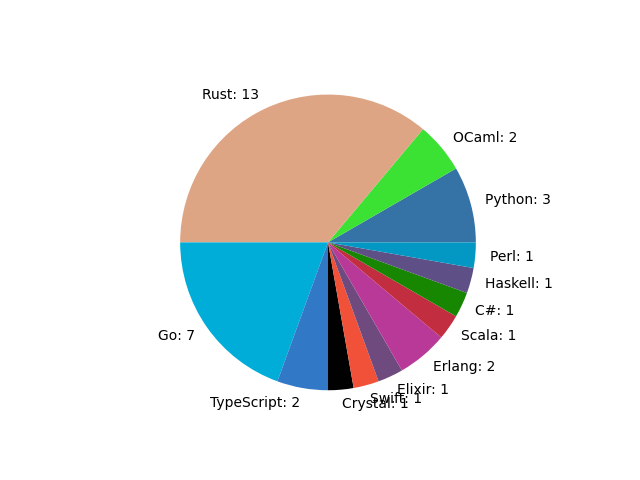 Rust: 13
OCaml: 2
Python: 3
Perl: 1
Haskell: 1
C#: 1
Scala: 1
Go: 7
Erlang: 2
Elixir: 1
Swift: 1
TypeScript: 2
Crystal: 1